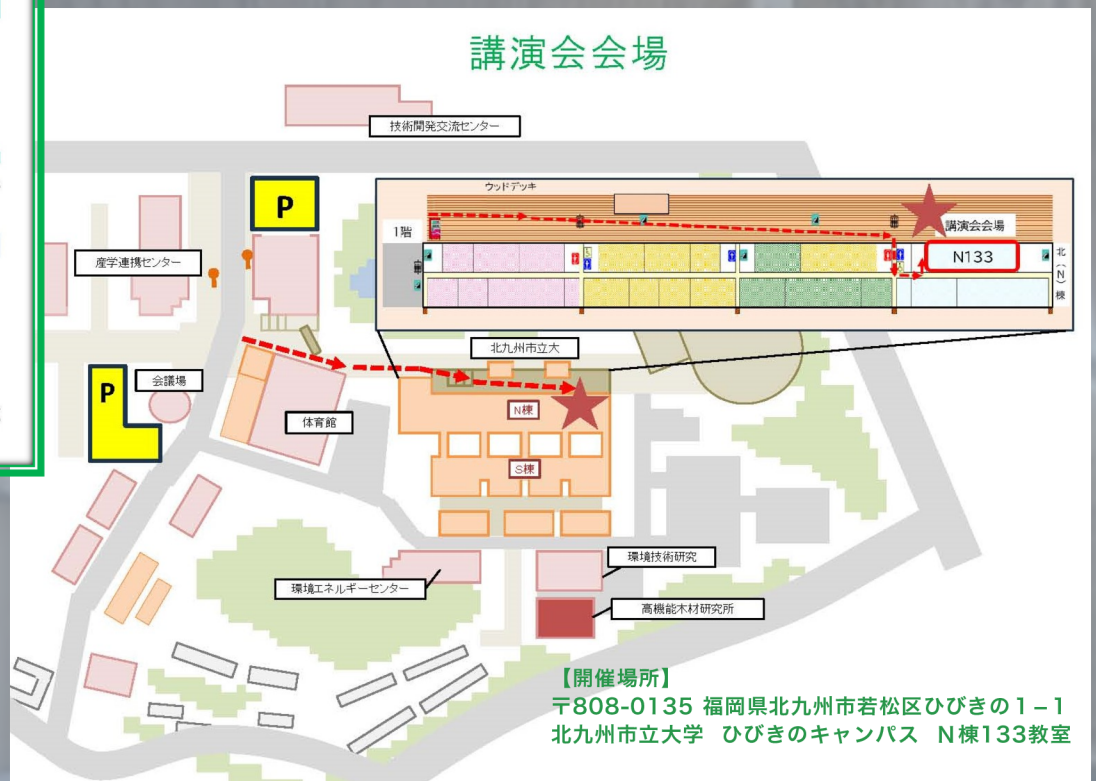 講演会会場
技術開発交流センター
P
産学連携センター
ウッドデッキ
1階
講演会会場
N133
北(N)棟
北九州市立大
会議場
P
体育館
N棟
S棟
環境技術研究
環境エネルギーセンター
高機能木材研究所
【開催場所】
〒808-0135 福岡県北九州市若松区ひびきの1−1
北九州市立大学 ひびきのキャンパス N棟133教室